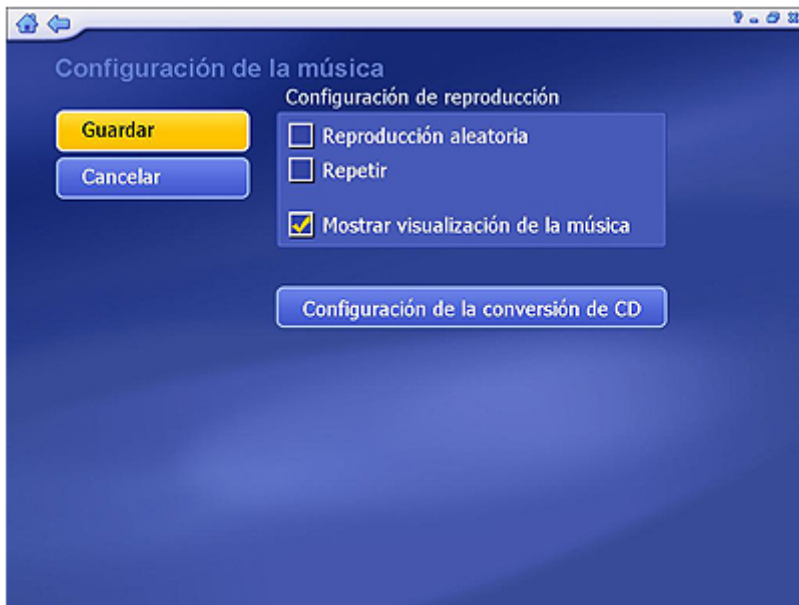 Configuración de la música
Configuración de reproducción
Guardar
Cancelar
Reproducción aleatoria
Repetir
Mostrar visualización de la música
Configuración de la conversión de CD